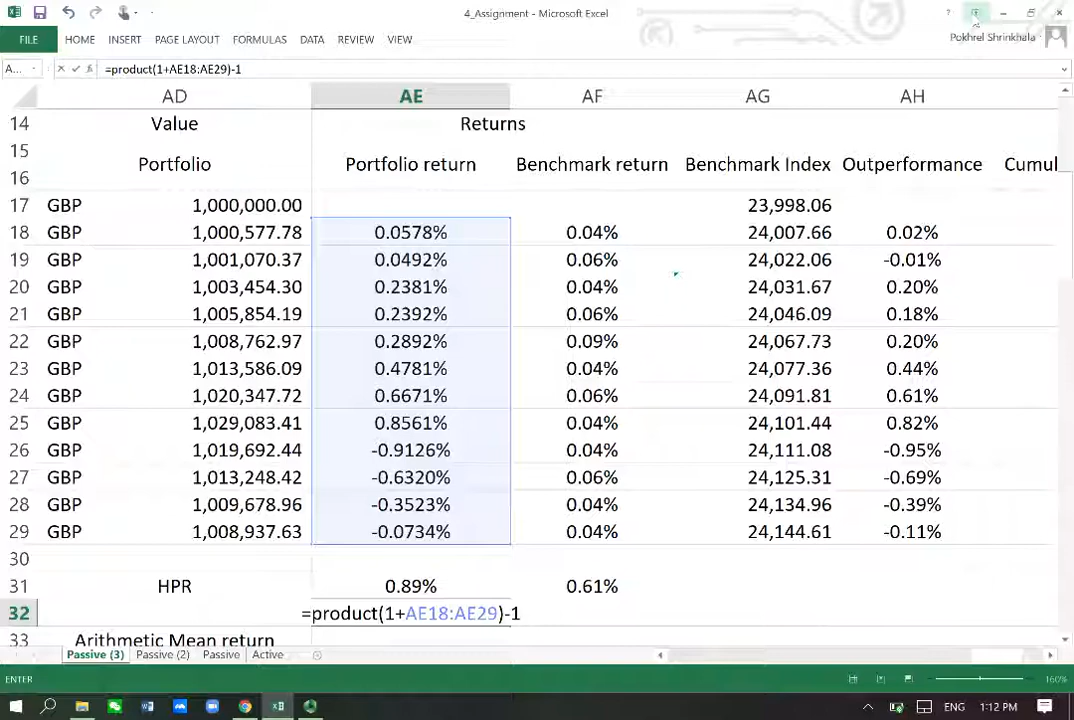 4_Assignment - Microsoft Excel
?
FILE HOME INSERT PAGE LAYOUT FORMULAS DATA REVIEW VIEW
Pokhrel Shrinkhala
A... fx =product(1+AE18:AE29)-1
AD AE AF AG AH
14 Value Returns
15
Portfolio Portfolio return Benchmark return Benchmark Index Outperformance Cumul
16
17 GBP 1,000,000.00 23,998.06
18 GBP 1,000,577.78 0.0578% 0.04% 24,007.66 0.02%
19 GBP 1,001,070.37 0.0492% 0.06% 24,022.06 -0.01%
20 GBP 1,003,454.30 0.2381% 0.04% 24,031.67 0.20%
21 GBP 1,005,854.19 0.2392% 0.06% 24,046.09 0.18%
22 GBP 1,008,762.97 0.2892% 0.09% 24,067.73 0.20%
23 GBP 1,013,586.09 0.4781% 0.04% 24,077.36 0.44%
24 GBP 1,020,347.72 0.6671% 0.06% 24,091.81 0.61%
25 GBP 1,029,083.41 0.8561% 0.04% 24,101.44 0.82%
26 GBP 1,019,692.44 -0.9126% 0.04% 24,111.08 -0.95%
27 GBP 1,013,248.42 -0.6320% 0.06% 24,125.31 -0.69%
28 GBP 1,009,678.96 -0.3523% 0.04% 24,134.96 -0.39%
29 GBP 1,008,937.63 -0.0734% 0.04% 24,144.61 -0.11%
30
31 HPR 0.89% 0.61%
32 =product(1+AE18:AE29)-1
33 Arithmetic Mean return
Passive (3) Passive (2) Passive Active
ENTER 160%
ENG 1:12 PM